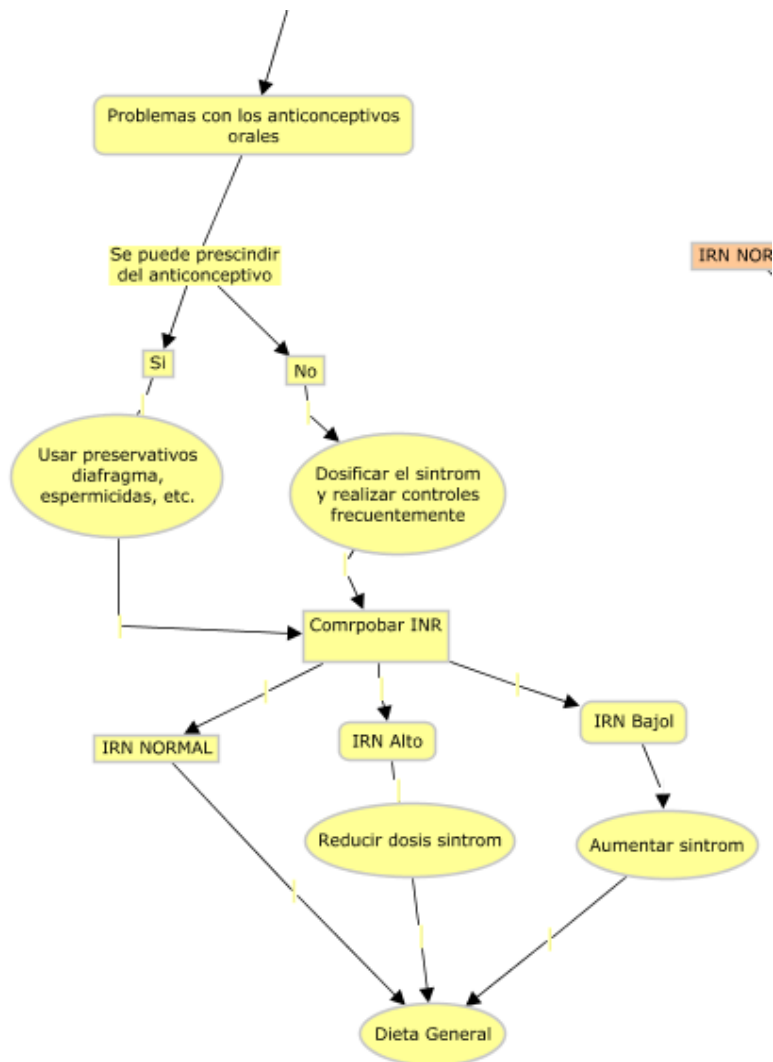 Problemas con los anticonceptivos
orales
Se puede prescindir
del anticonceptivo
IRN NOR
Si
No
Usar preservativos
diafragma,
espermicidas, etc.
Dosificar el sintrom
y realizar controles
frecuentemente
Comrpobar INR
IRN NORMAL
IRN Alto
IRN Bajol
Reducir dosis sintrom
Aumentar sintrom
Dieta General